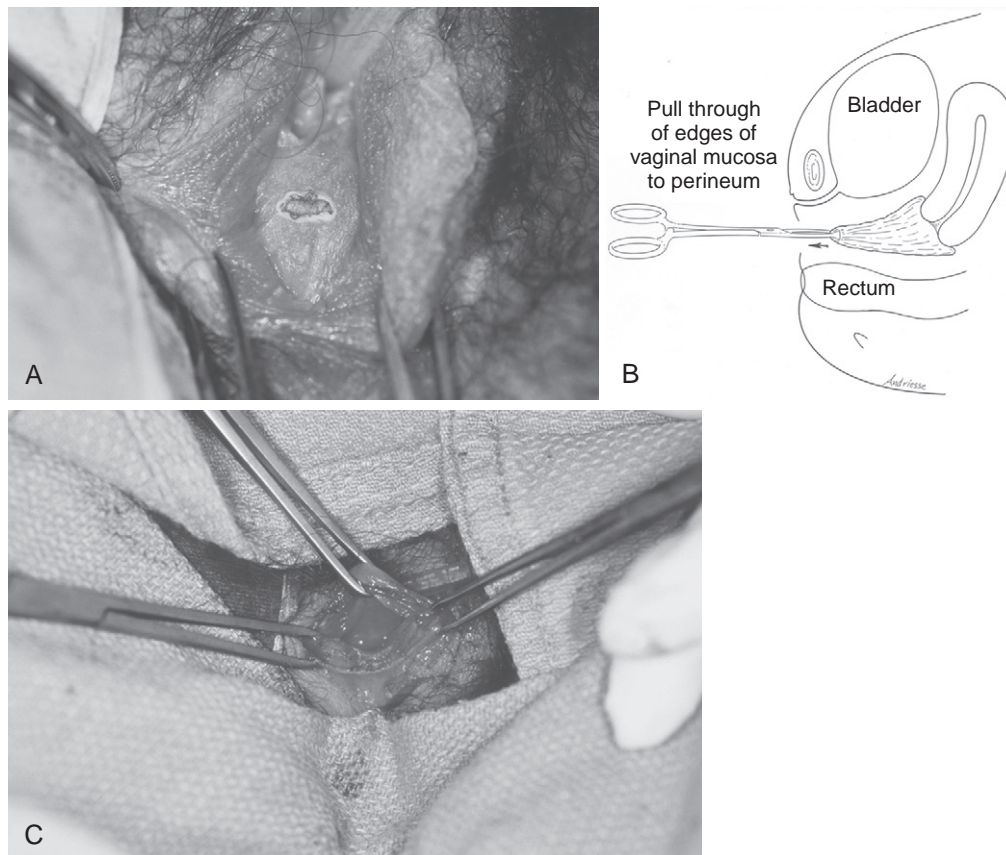 A
Pull through
of edges of
vaginal mucosa
to perineum
Bladder
Rectum
B
Andriesse
C